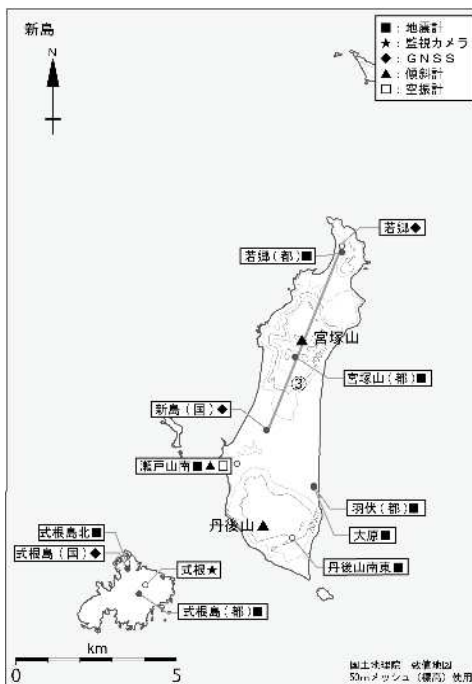 新島
N
■：地震計
★：監視カメラ
◆：GNSS
▲：傾斜計
□：空振計
若郷◆
若郷（都）■
宮塚山
宮塚山（都）■
③
新島（国）◆
瀬戸山南■▲□
羽伏（都）■
丹後山
大原■
式根島北■
式根島（国）◆
式根★
丹後山南東■
式根島（都）■
km
0
5
国土地理院 数値地図
50mメッシュ（標高）使用